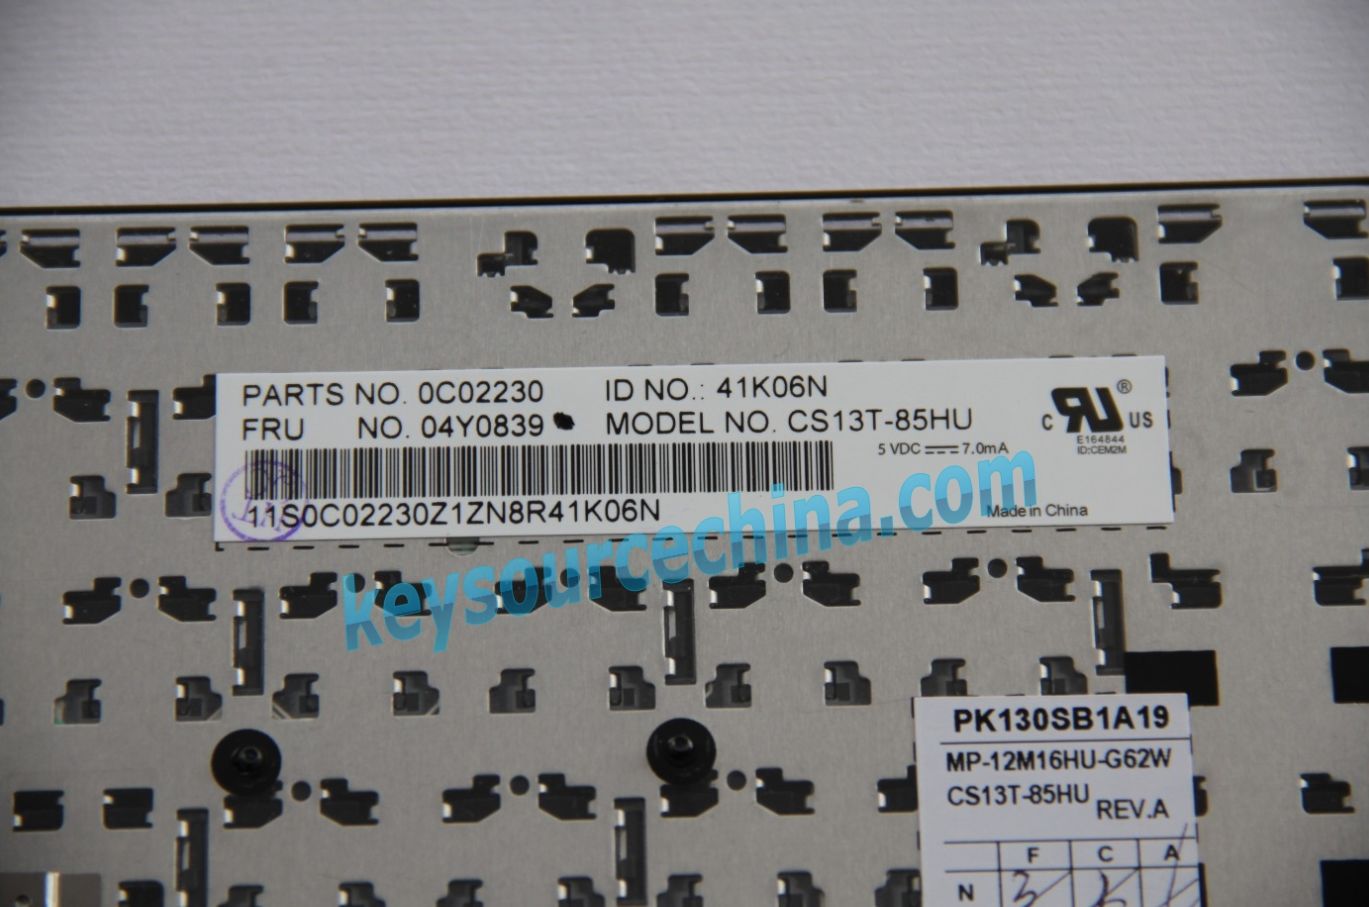 PARTS NO. 0C02230 ID NO.: 41K06N
FRU NO. 04Y0839 MODEL NO. CS13T-85HU
5 VDC 7.0mA
c RU ® US
E164844
ID:CEM2M
11S0C02230Z1ZN8R41K06N
Made in China
keysourcechina.com
PK130SB1A19
MP-12M16HU-G62W
CS13T-85HU
REV.A
F C A
N